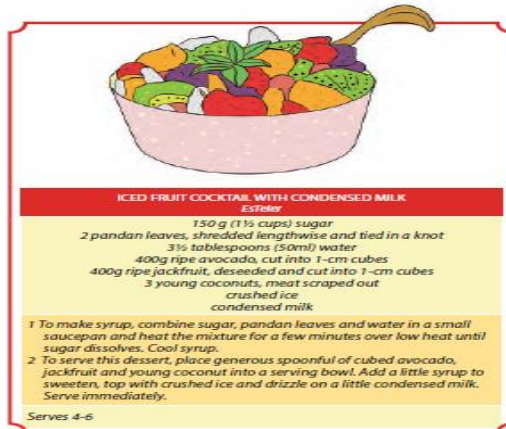 ICED FRUIT COCKTAIL WITH CONDENSED MILK
EsTeler
150 g (1½ cups) sugar
2 pandan leaves, shredded lengthwise and tied in a knot
3½ tablespoons (50ml) water
400g ripe avocado, cut into 1-cm cubes
400g ripe jackfruit, deseeded and cut into 1-cm cubes
3 young coconuts, meat scraped out
crushed ice
condensed milk
1 To make syrup, combine sugar, pandan leaves and water in a small
saucepan and heat the mixture for a few minutes over low heat until
sugar dissolves. Cool syrup.
2 To serve this dessert, place generous spoonful of cubed avocado,
jackfruit and young coconut into a serving bowl. Add a little syrup to
sweeten, top with crushed ice and drizzle on a little condensed milk.
Serve immediately.
Serves 4-6